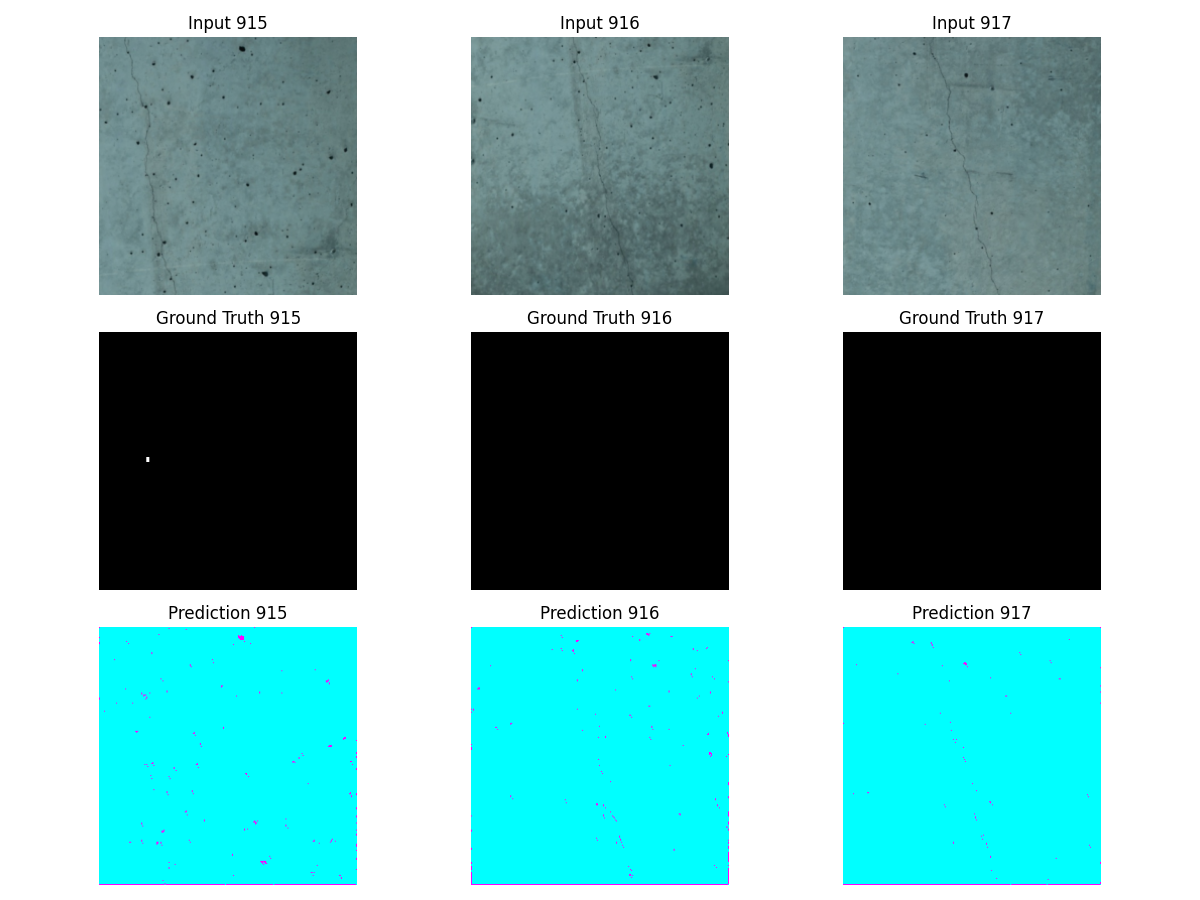 Input 915
Input 916
Input 917
Ground Truth 915
Ground Truth 916
Ground Truth 917
Prediction 915
Prediction 916
Prediction 917